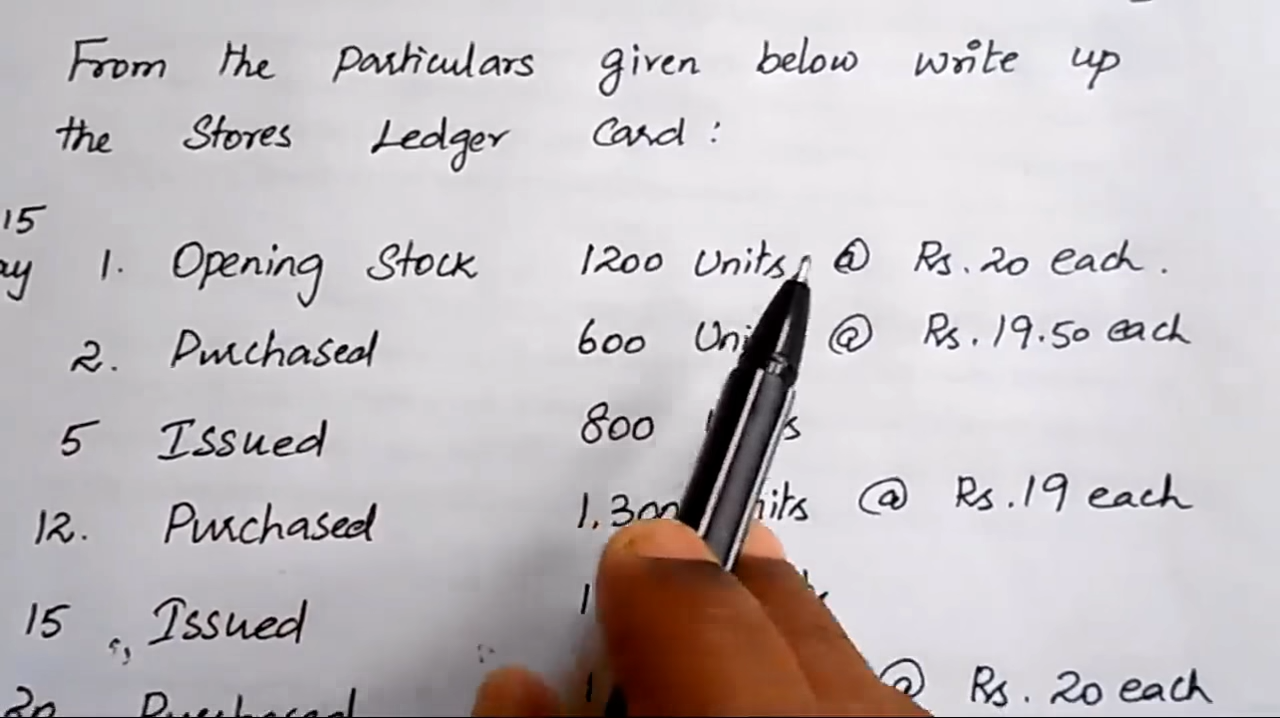 From the particulars given below write up
the Stores Ledger Card :
15
1. Opening Stock 1200 Units @ Rs. 20 each.
2. Purchased 600 @ Rs. 19.50 each
5 Issued 800
12. Purchased @ Rs. 19 each
15 Issued
20 Purchased @ Rs. 20 each